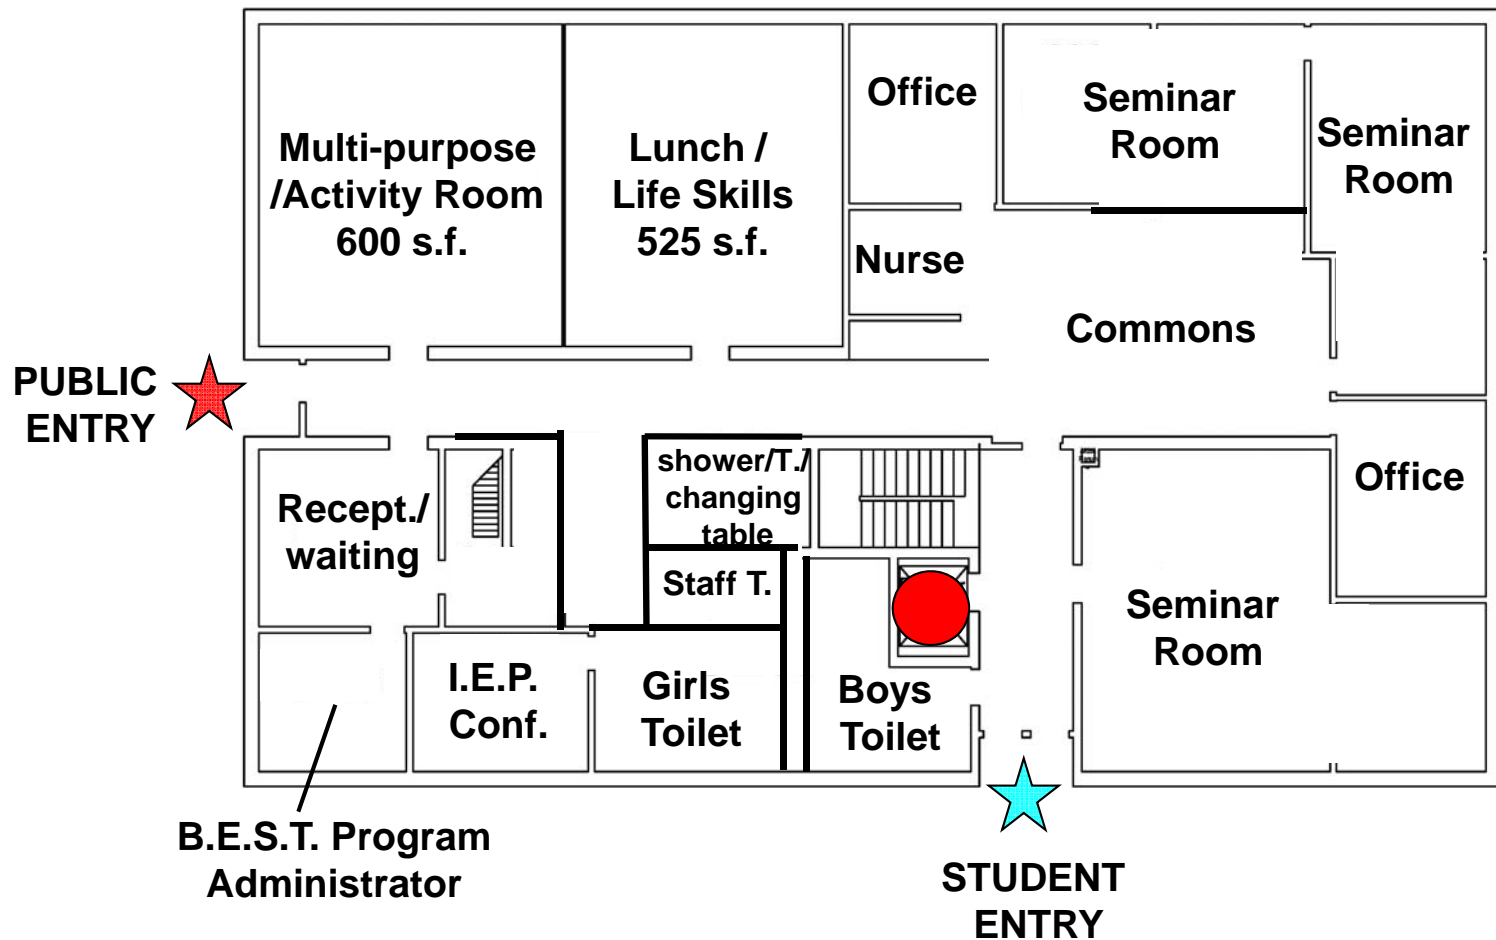 Multi-purpose
/Activity Room
600 s.f.
Lunch /
Life Skills
525 s.f.
Office
Seminar
Room
Seminar
Room
Nurse
Commons
PUBLIC
ENTRY
Recept./
waiting
shower/T./
changing
table
Staff T.
Office
Seminar
Room
I.E.P.
Conf.
Girls
Toilet
Boys
Toilet
B.E.S.T. Program
Administrator
STUDENT
ENTRY